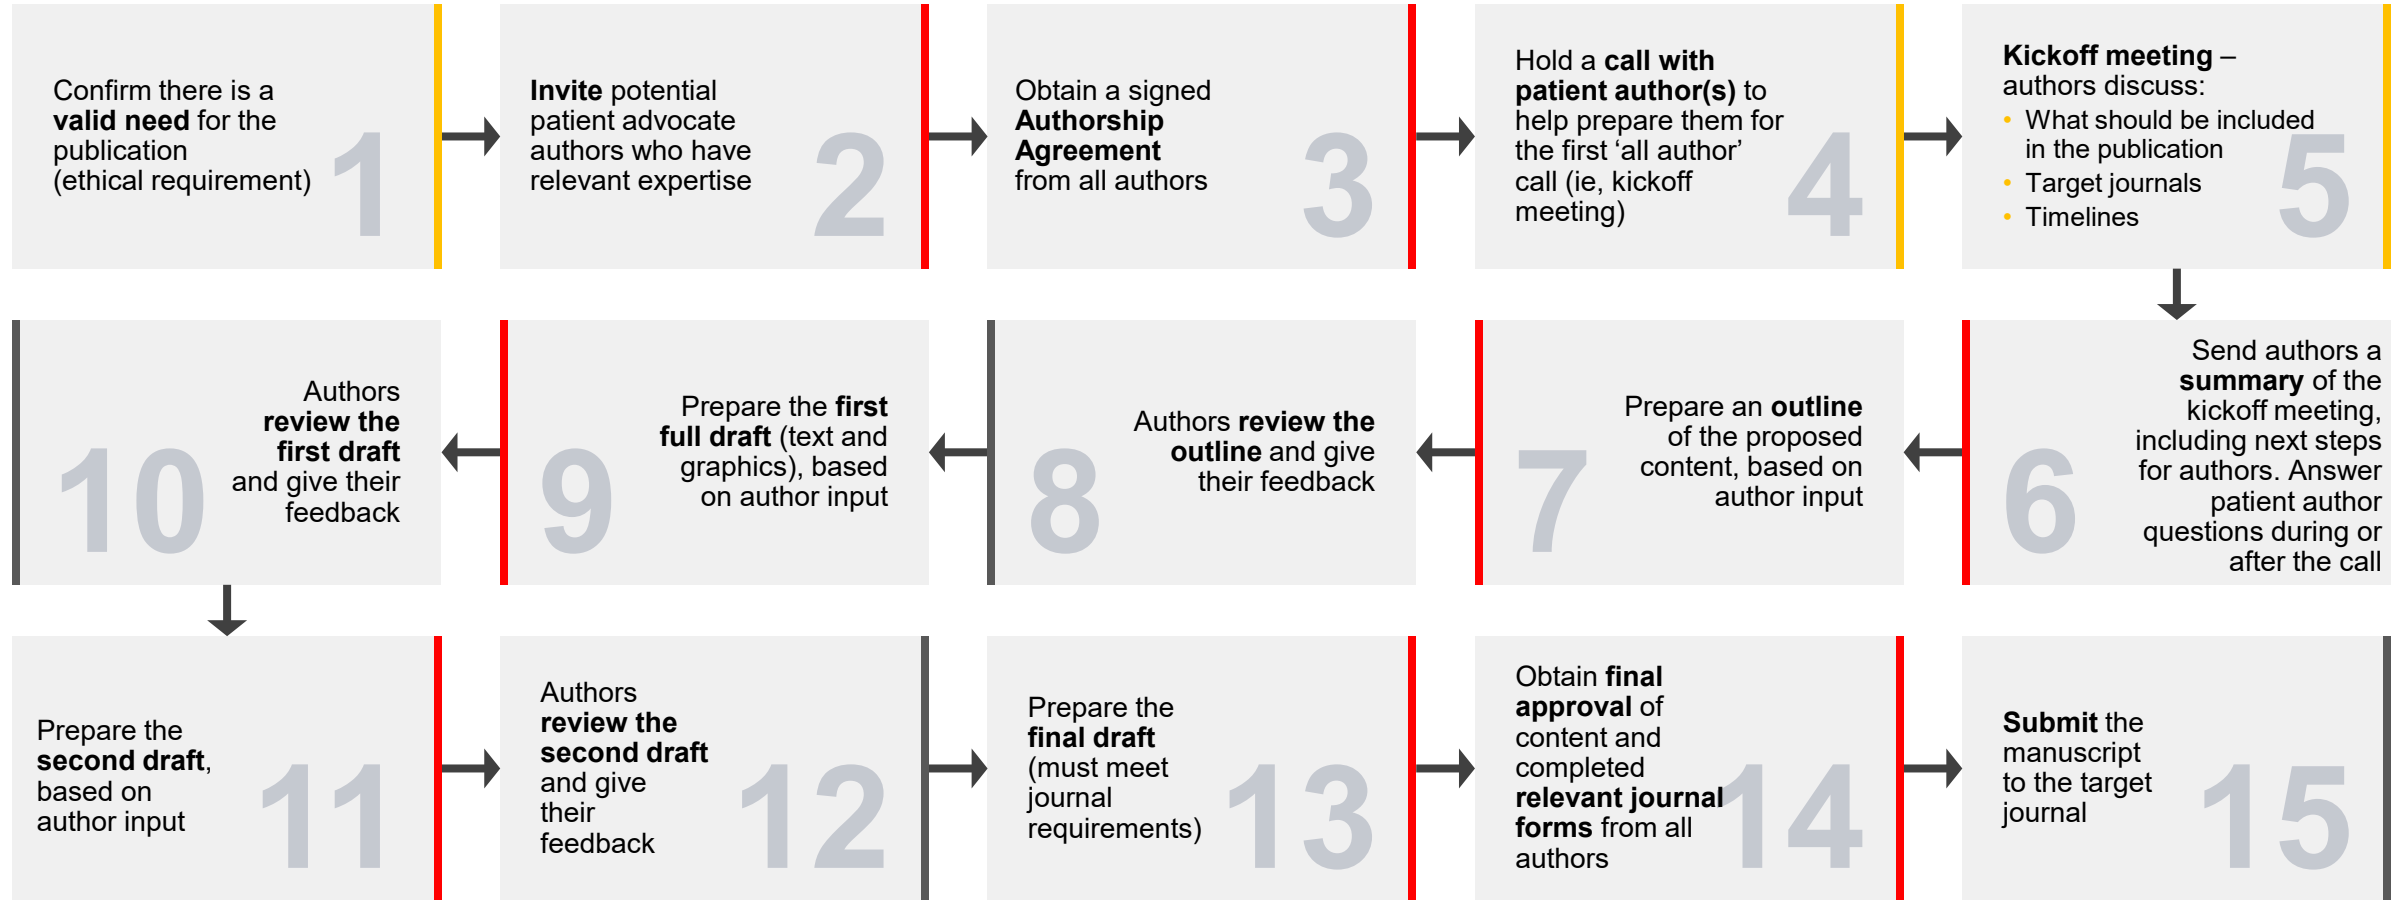 Confirm there is a
valid need for the
publication
(ethical requirement)
1
Invite potential
patient advocate
authors who have
relevant expertise
2
Obtain a signed
Authorship
Agreement
from all authors
3
Hold a call with
patient author(s) to
help prepare them for
the first ‘all author’
call (ie, kickoff
meeting)
4
Kickoff meeting –
authors discuss:
• What should be included
in the publication
• Target journals
• Timelines
5
Send authors a
summary of the
kickoff meeting,
including next steps
for authors. Answer
patient author
questions during or
after the call
6
Prepare an outline
of the proposed
content, based on
author input
7
Authors review the
outline and give
their feedback
8
Prepare the first
full draft (text and
graphics), based
on author input
9
Authors
review the
first draft
and give their
feedback
10
Prepare the
second draft,
based on
author input
11
Authors
review the
second draft
and give
their
feedback
12
Prepare the
final draft
(must meet
journal
requirements)
13
Obtain final
approval of
content and
completed
relevant journal
forms from all
authors
14
Submit the
manuscript
to the target
journal
15